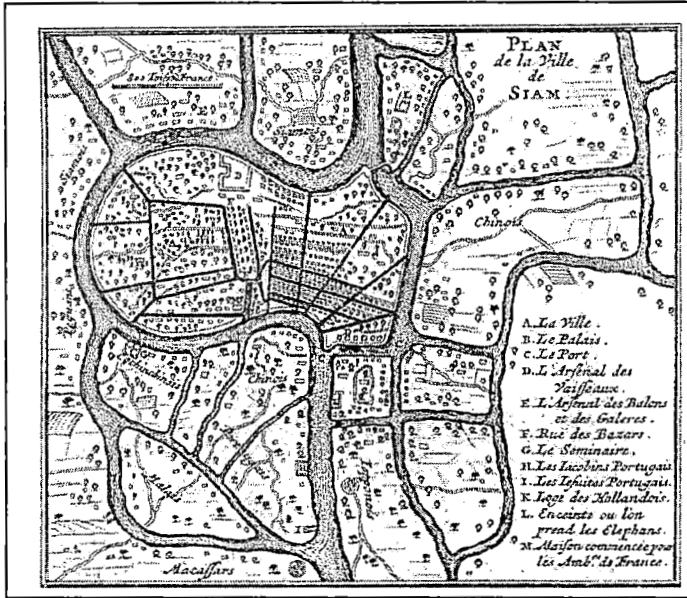 PLAN
de la Ville
de
SIAM.
Siamois
Chinois
A. La Ville.
B. Le Palais.
C. Le Port.
D. L'Arsenal des
Vaisseaux.
E. L'Arsenal des Balons
et des Galeres.
F. Rue des Bazars.
G. Le Seminaire.
H. Les Iacobins Portugais
I. Les Iesuites Portugais.
K. Loge des Hollandois.
L. Enceinte ou l'on
prend les Elephans.
M. Maison commencée pour
les Amb.rs de France.
Chinois
Malais
Macassars